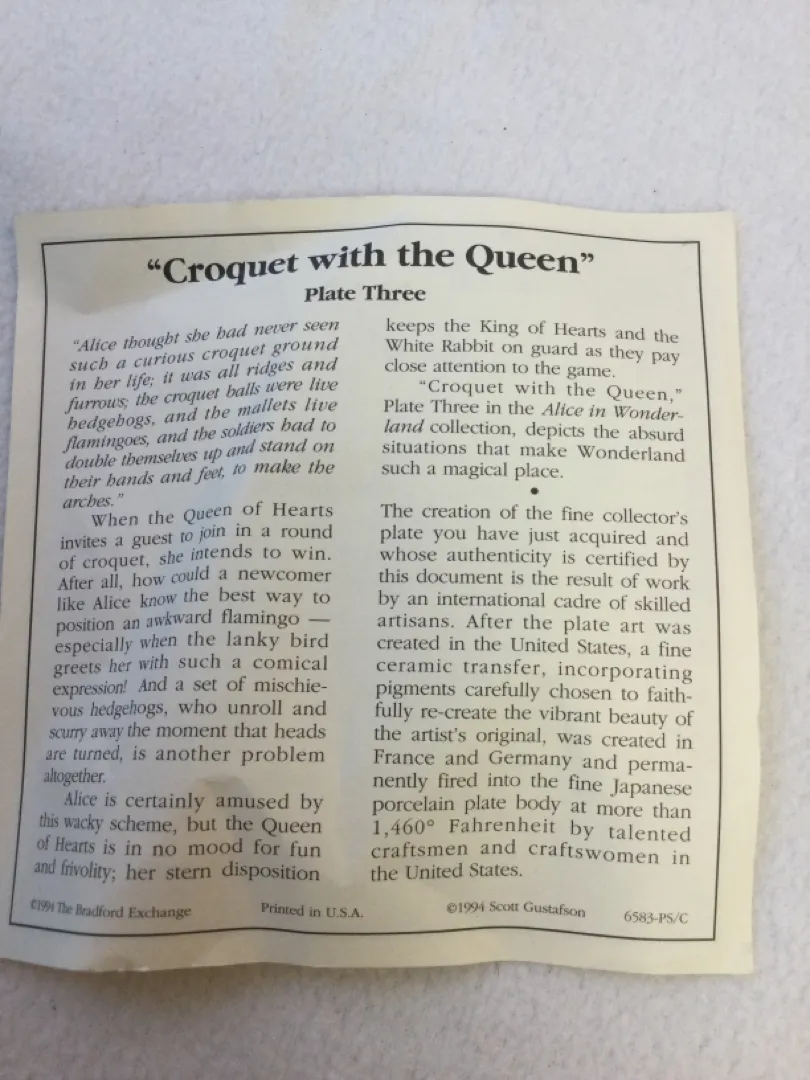 “Croquet with the Queen”
Plate Three
“Alice thought she had never seen
such a curious croquet ground
in her life; it was all ridges and
furrows; the croquet balls were live
hedgehogs, and the mallets live
flamingoes, and the soldiers had to
double themselves up and stand on
their hands and feet, to make the
arches.”
When the Queen of Hearts
invites a guest to join in a round
of croquet, she intends to win.
After all, how could a newcomer
like Alice know the best way to
position an awkward flamingo —
especially when the lanky bird
greets her with such a comical
expression! And a set of mischie-
vous hedgehogs, who unroll and
scurry away the moment that heads
are turned, is another problem
altogether.
Alice is certainly amused by
this wacky scheme, but the Queen
of Hearts is in no mood for fun
and frivolity; her stern disposition
keeps the King of Hearts and the
White Rabbit on guard as they pay
close attention to the game.
“Croquet with the Queen,”
Plate Three in the Alice in Wonder-
land collection, depicts the absurd
situations that make Wonderland
such a magical place.
•
The creation of the fine collector’s
plate you have just acquired and
whose authenticity is certified by
this document is the result of work
by an international cadre of skilled
artisans. After the plate art was
created in the United States, a fine
ceramic transfer, incorporating
pigments carefully chosen to faith-
fully re-create the vibrant beauty of
the artist’s original, was created in
France and Germany and perma-
nently fired into the fine Japanese
porcelain plate body at more than
1,460° Fahrenheit by talented
craftsmen and craftswomen in
the United States.
©1994 The Bradford Exchange Printed in U.S.A. ©1994 Scott Gustafson 6583-PS/C